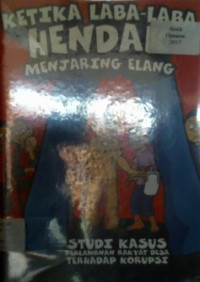 KETIKA LABA-LABA
HENDAK
MENJARING ELANG
STUDI KASUS
PERLAWANAN RAKYAT DESA
TERHADAP KORUPSI